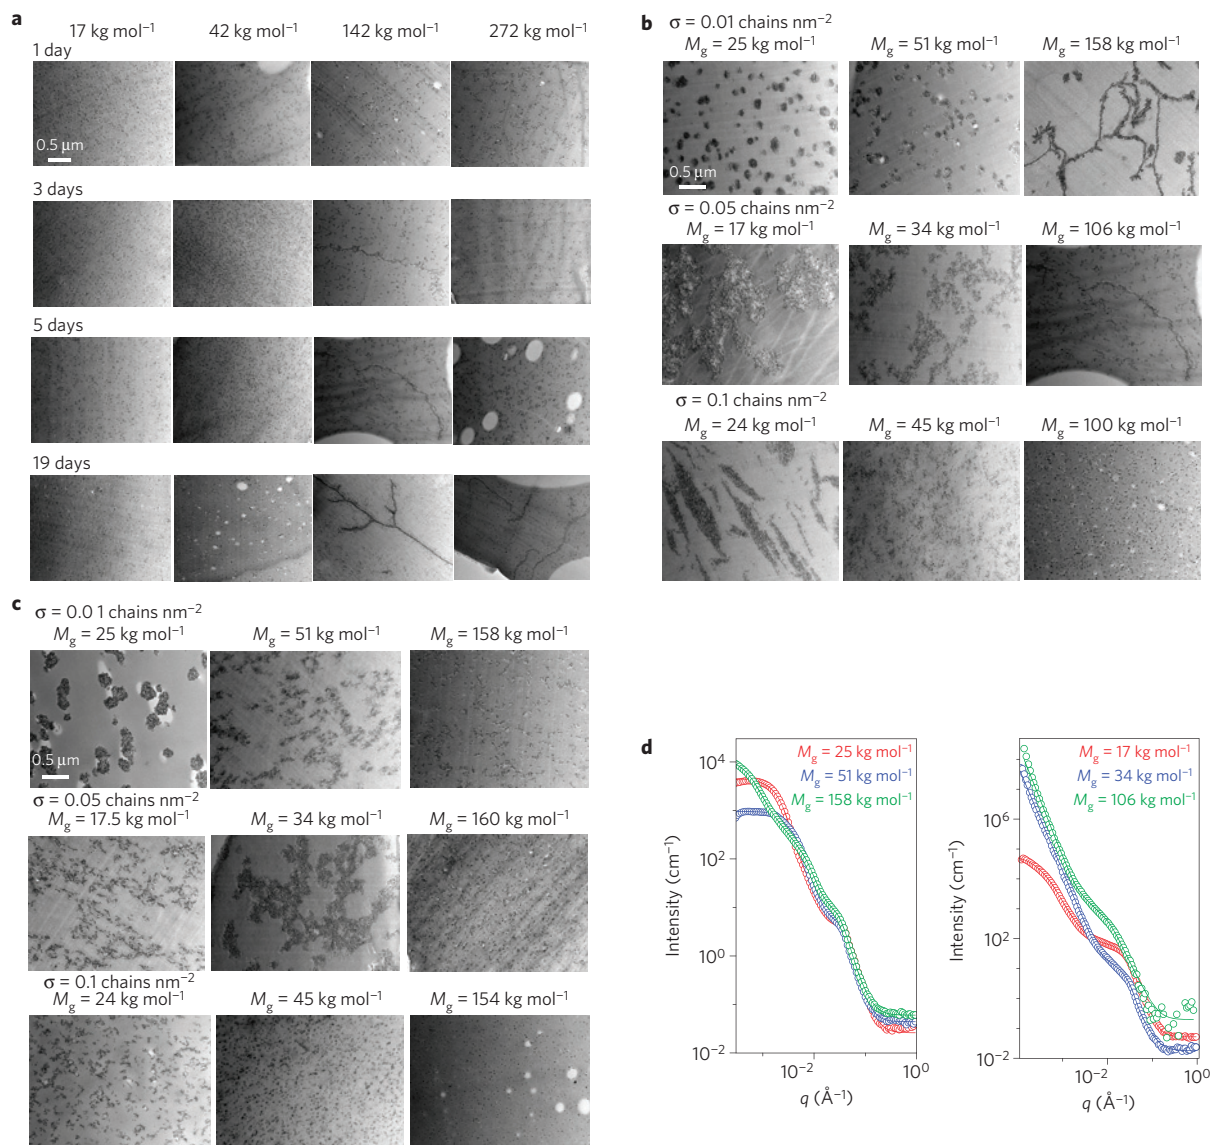 a
17 kg mol⁻¹ 42 kg mol⁻¹ 142 kg mol⁻¹ 272 kg mol⁻¹
1 day
0.5 μm
3 days
5 days
19 days
b
σ = 0.01 chains nm⁻²
Mg = 25 kg mol⁻¹ Mg = 51 kg mol⁻¹ Mg = 158 kg mol⁻¹
0.5 μm
σ = 0.05 chains nm⁻²
Mg = 17 kg mol⁻¹ Mg = 34 kg mol⁻¹ Mg = 106 kg mol⁻¹
σ = 0.1 chains nm⁻²
Mg = 24 kg mol⁻¹ Mg = 45 kg mol⁻¹ Mg = 100 kg mol⁻¹
c
σ = 0.0 1 chains nm⁻²
Mg = 25 kg mol⁻¹ Mg = 51 kg mol⁻¹ Mg = 158 kg mol⁻¹
0.5 μm
σ = 0.05 chains nm⁻²
Mg = 17.5 kg mol⁻¹ Mg = 34 kg mol⁻¹ Mg = 160 kg mol⁻¹
σ = 0.1 chains nm⁻²
Mg = 24 kg mol⁻¹ Mg = 45 kg mol⁻¹ Mg = 154 kg mol⁻¹
d
Mg = 25 kg mol⁻¹
Mg = 51 kg mol⁻¹
Mg = 158 kg mol⁻¹
10⁴
10²
10⁰
10⁻²
Intensity (cm⁻¹)
10⁻² 10⁰
q (Å⁻¹)
Mg = 17 kg mol⁻¹
Mg = 34 kg mol⁻¹
Mg = 106 kg mol⁻¹
10⁶
10²
10⁻²
Intensity (cm⁻¹)
10⁻² 10⁰
q (Å⁻¹)